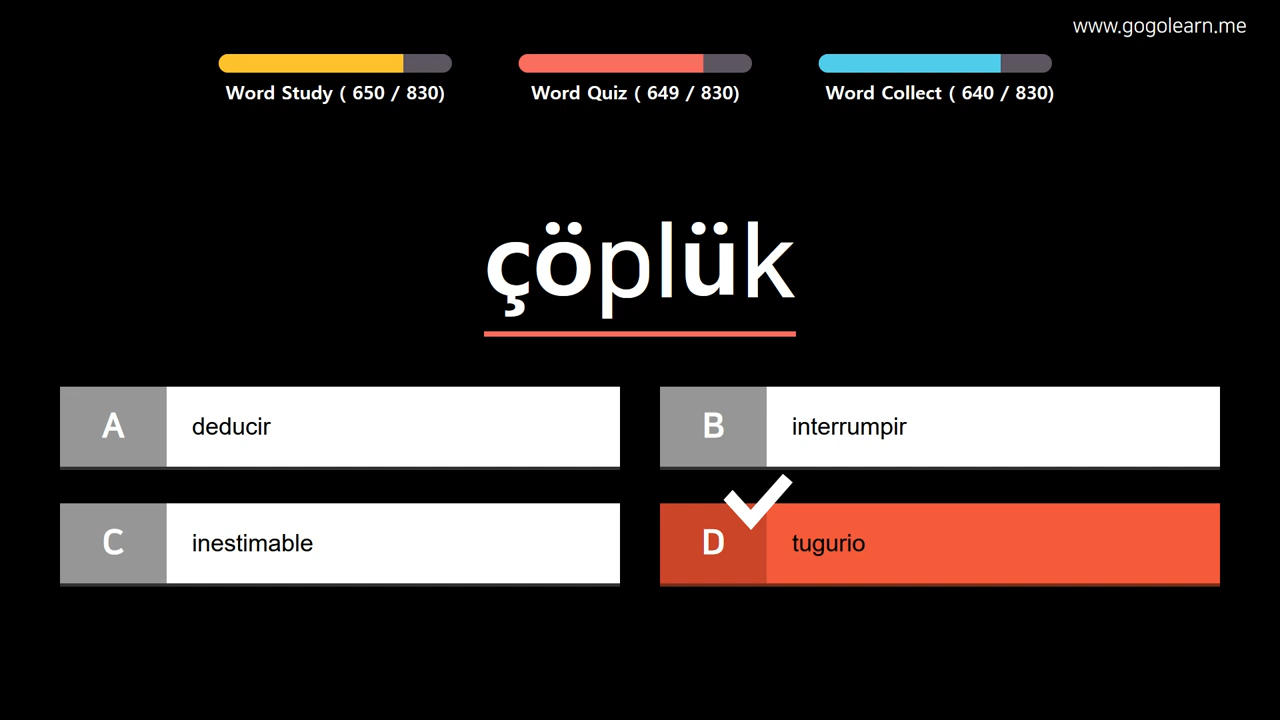 www.gogolearn.me
Word Study ( 650 / 830)
Word Quiz ( 649 / 830)
Word Collect ( 640 / 830)
çöplük
A deducir
B interrumpir
C inestimable
D tugurio